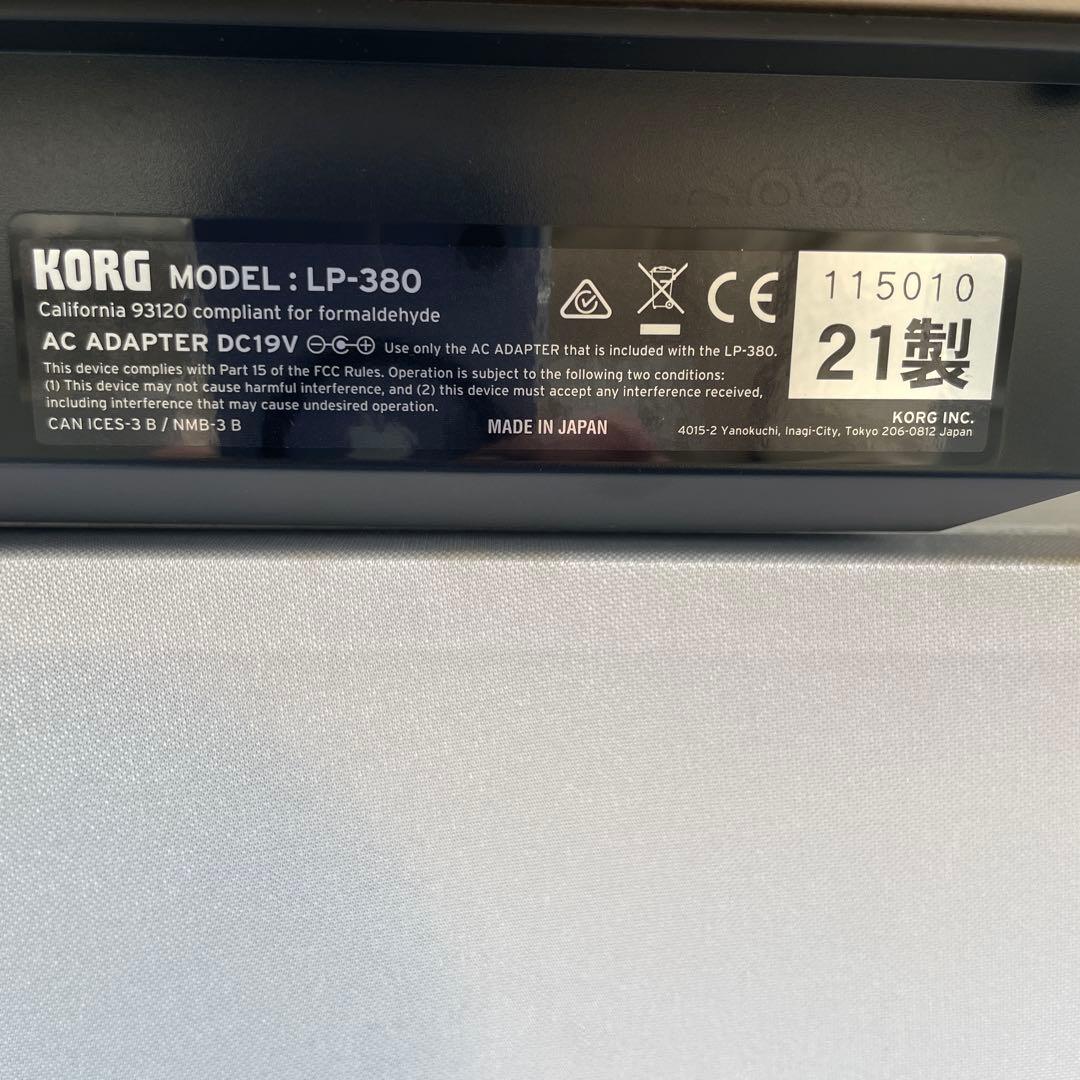 KORG MODEL : LP-380
California 93120 compliant for formaldehyde
AC ADAPTER DC19V Use only the AC ADAPTER that is included with the LP-380.
This device complies with Part 15 of the FCC Rules. Operation is subject to the following two conditions:
(1) This device may not cause harmful interference, and (2) this device must accept any interference received,
including interference that may cause undesired operation.
CAN ICES-3 B / NMB-3 B
MADE IN JAPAN
CE
115010
21製
KORG INC.
4015-2 Yanokuchi, Inagi-City, Tokyo 206-0812 Japan